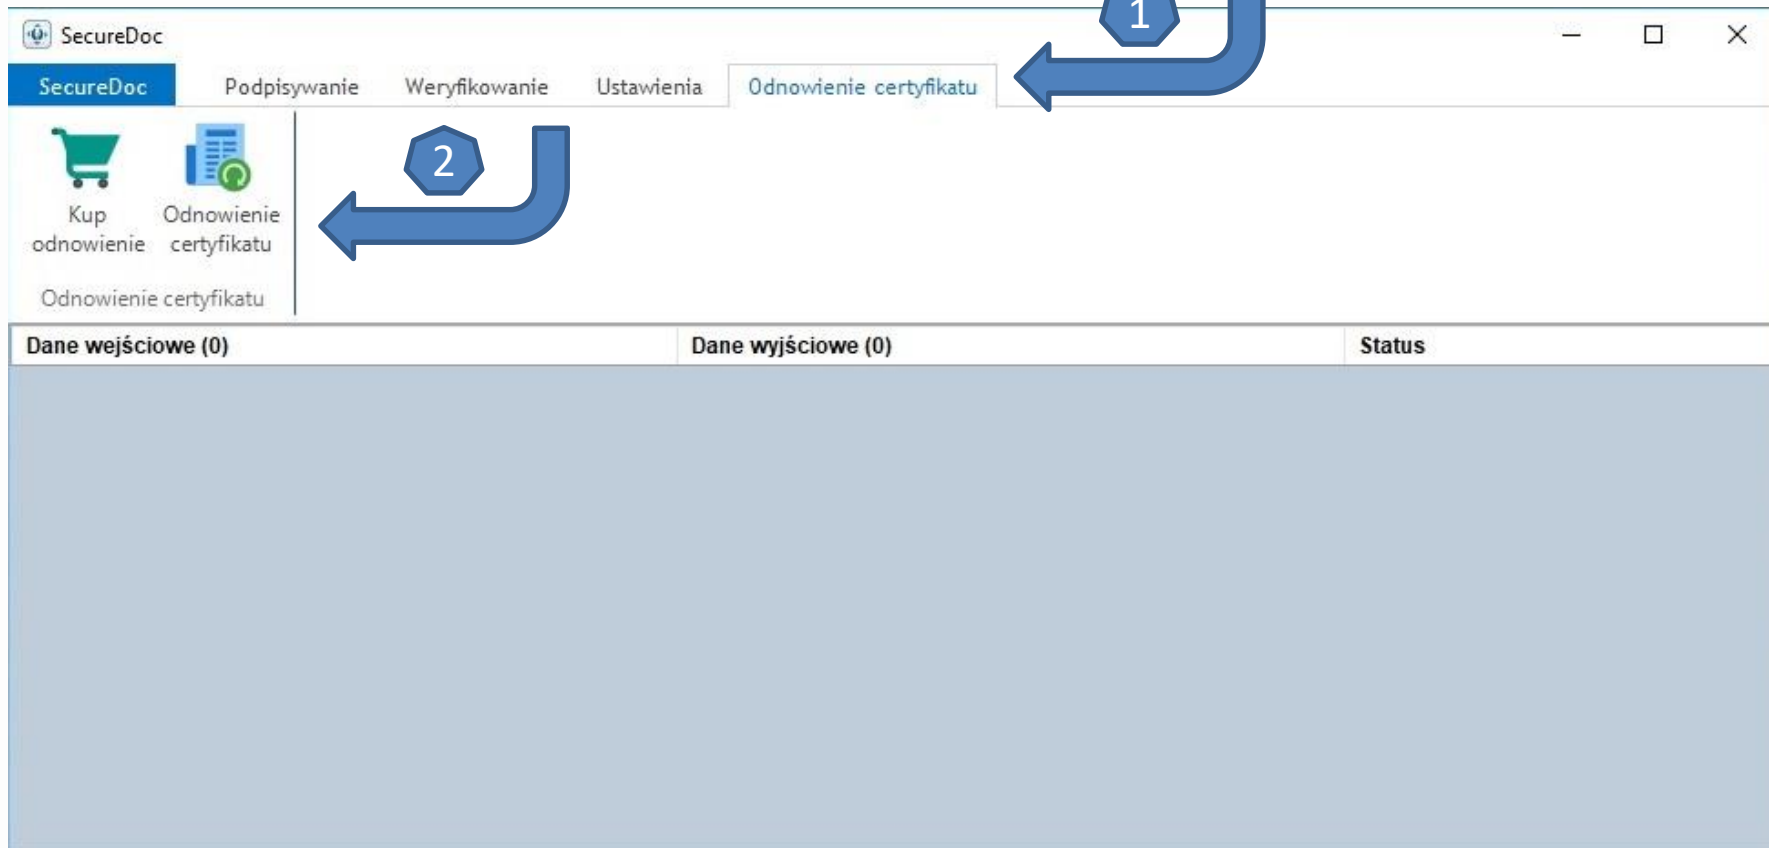 SecureDoc
1
SecureDoc Podpisywanie Weryfikowanie Ustawienia Odnowienie certyfikatu
2
Kup
odnowienie
Odnowienie
certyfikatu
Odnowienie certyfikatu
Dane wejściowe (0) Dane wyjściowe (0) Status